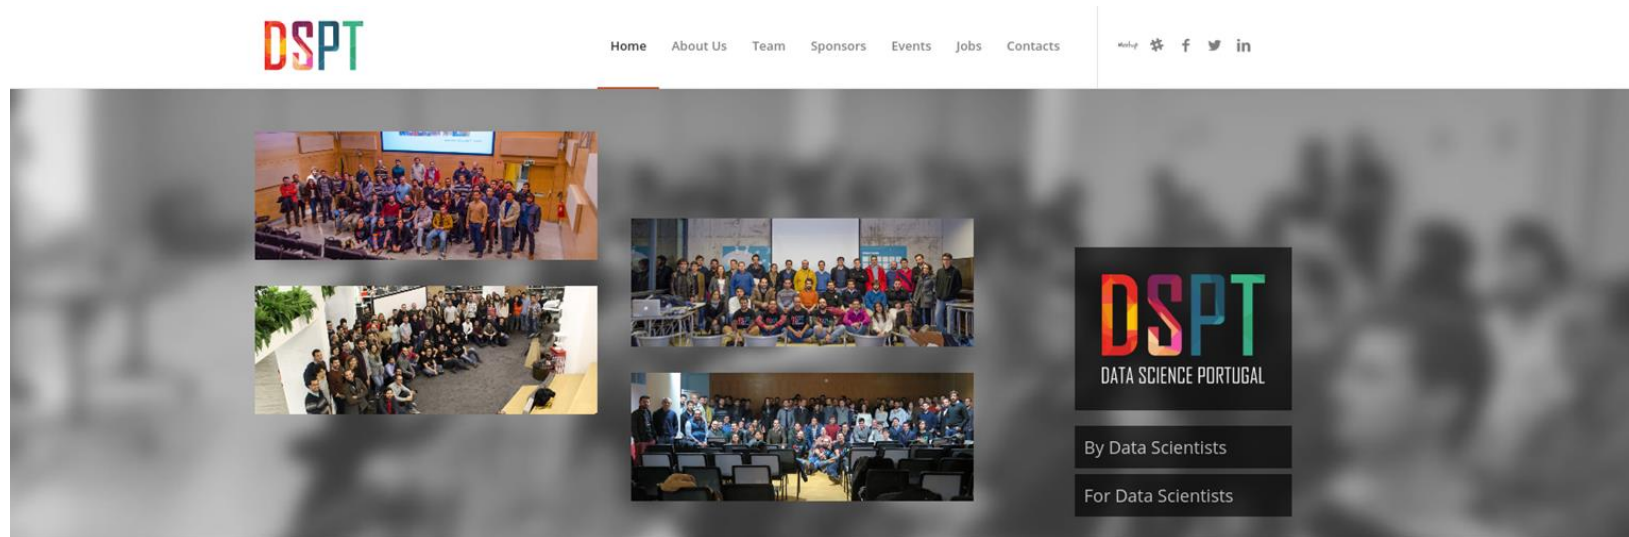 DSPT
Home About Us Team Sponsors Events Jobs Contacts
Meetup
DSPT
DATA SCIENCE PORTUGAL
By Data Scientists
For Data Scientists